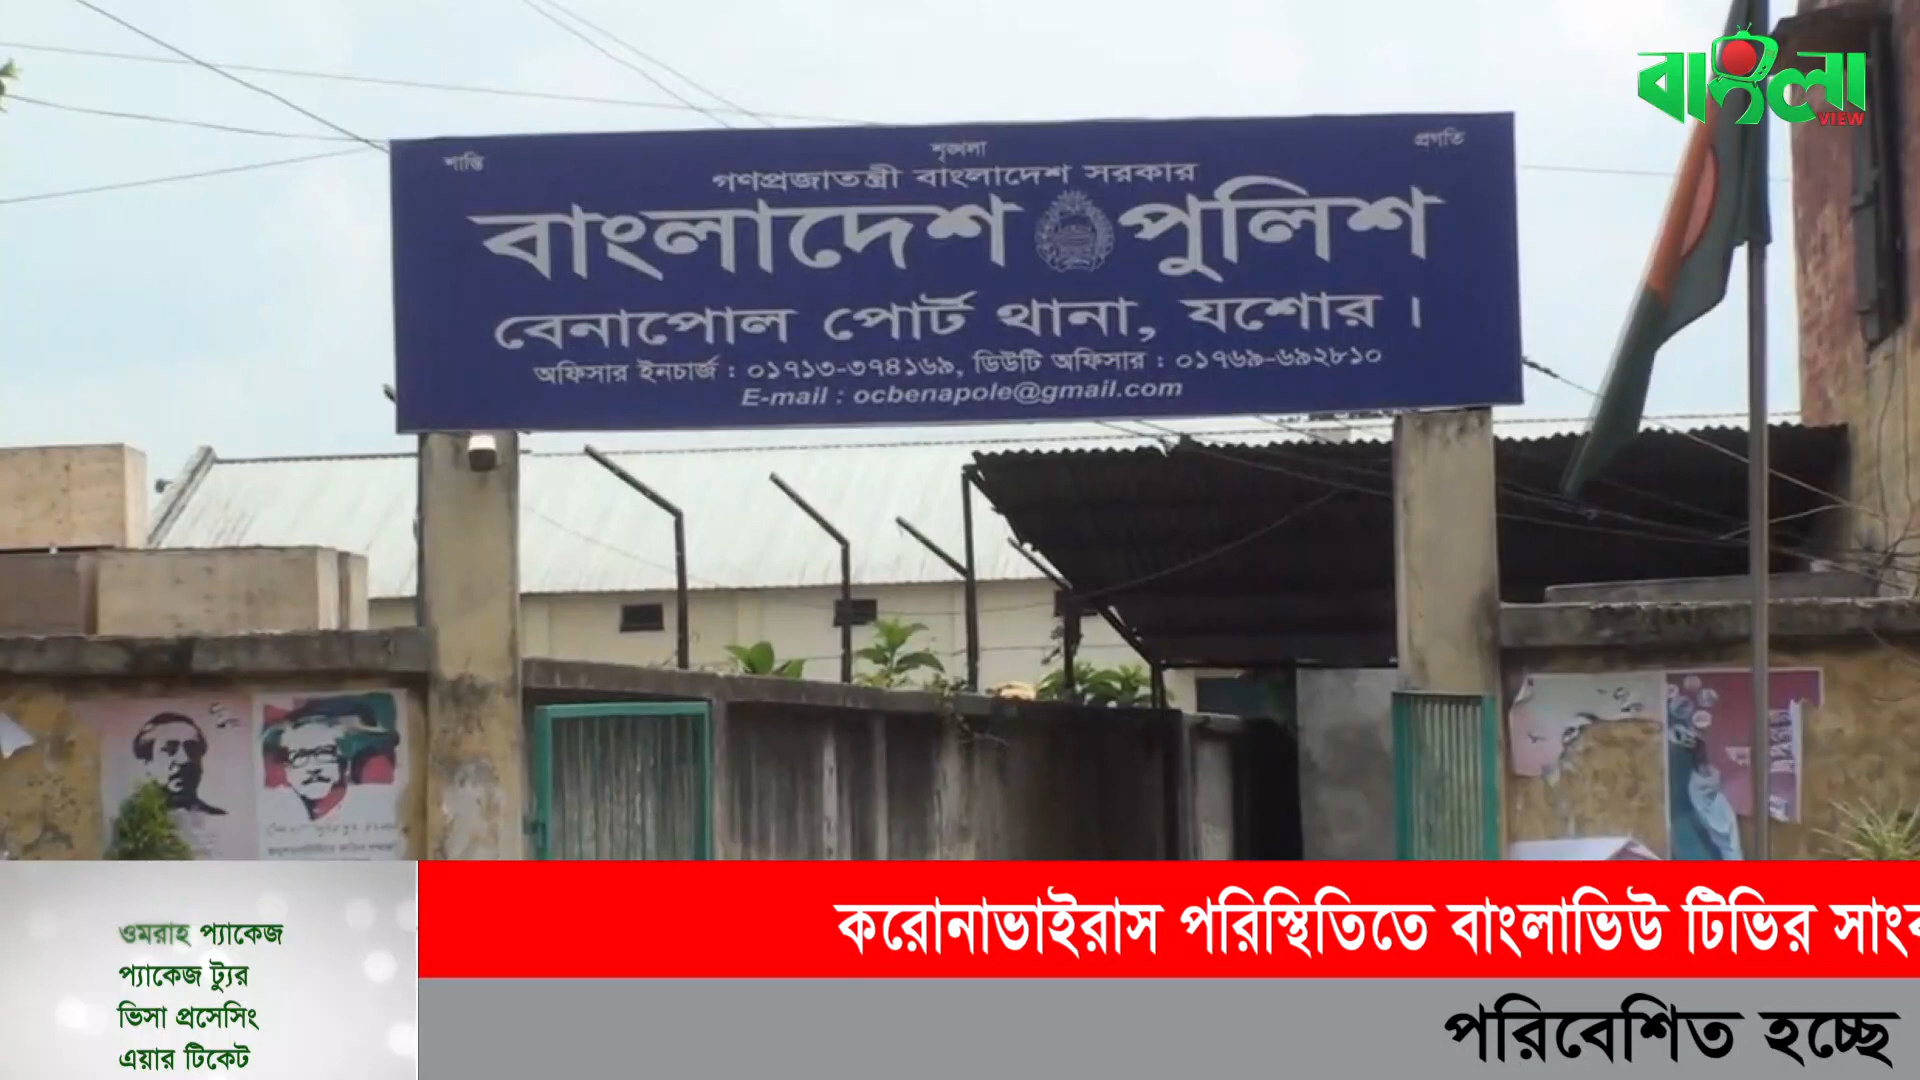 বাংলা
VIEW
শান্তি শৃঙ্খলা প্রগতি
গণপ্রজাতন্ত্রী বাংলাদেশ সরকার
বাংলাদেশ পুলিশ
বেনাপোল পোর্ট থানা, যশোর।
অফিসার ইনচার্জ : ০১৭১৩-৩৭৪১৬৯, ডিউটি অফিসার : ০১৭৬৯-৬৯২৮১০
E-mail : ocbenapole@gmail.com
করোনাভাইরাস পরিস্থিতিতে বাংলাভিউ টিভির
পরিবেশিত হচ্ছে
ওমরাহ প্যাকেজ
প্যাকেজ ট্যুর
ভিসা প্রসেসিং
এয়ার টিকেট